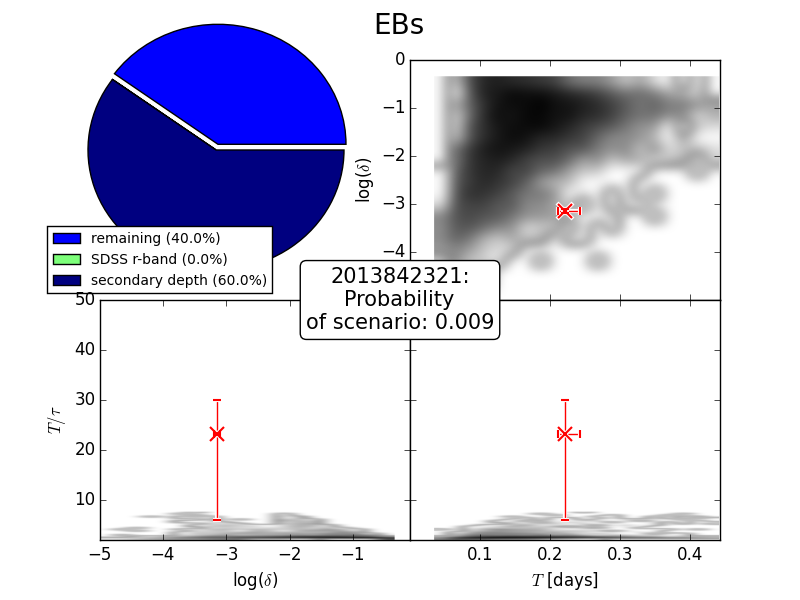 EBs
remaining (40.0%)
SDSS r-band (0.0%)
secondary depth (60.0%)
0
−1
−2
−3
−4
log(δ)
2013842321:
Probability
of scenario: 0.009
50
40
30
20
10
T/τ
−5 −4 −3 −2 −1
log(δ)
0.1 0.2 0.3 0.4
T [days]